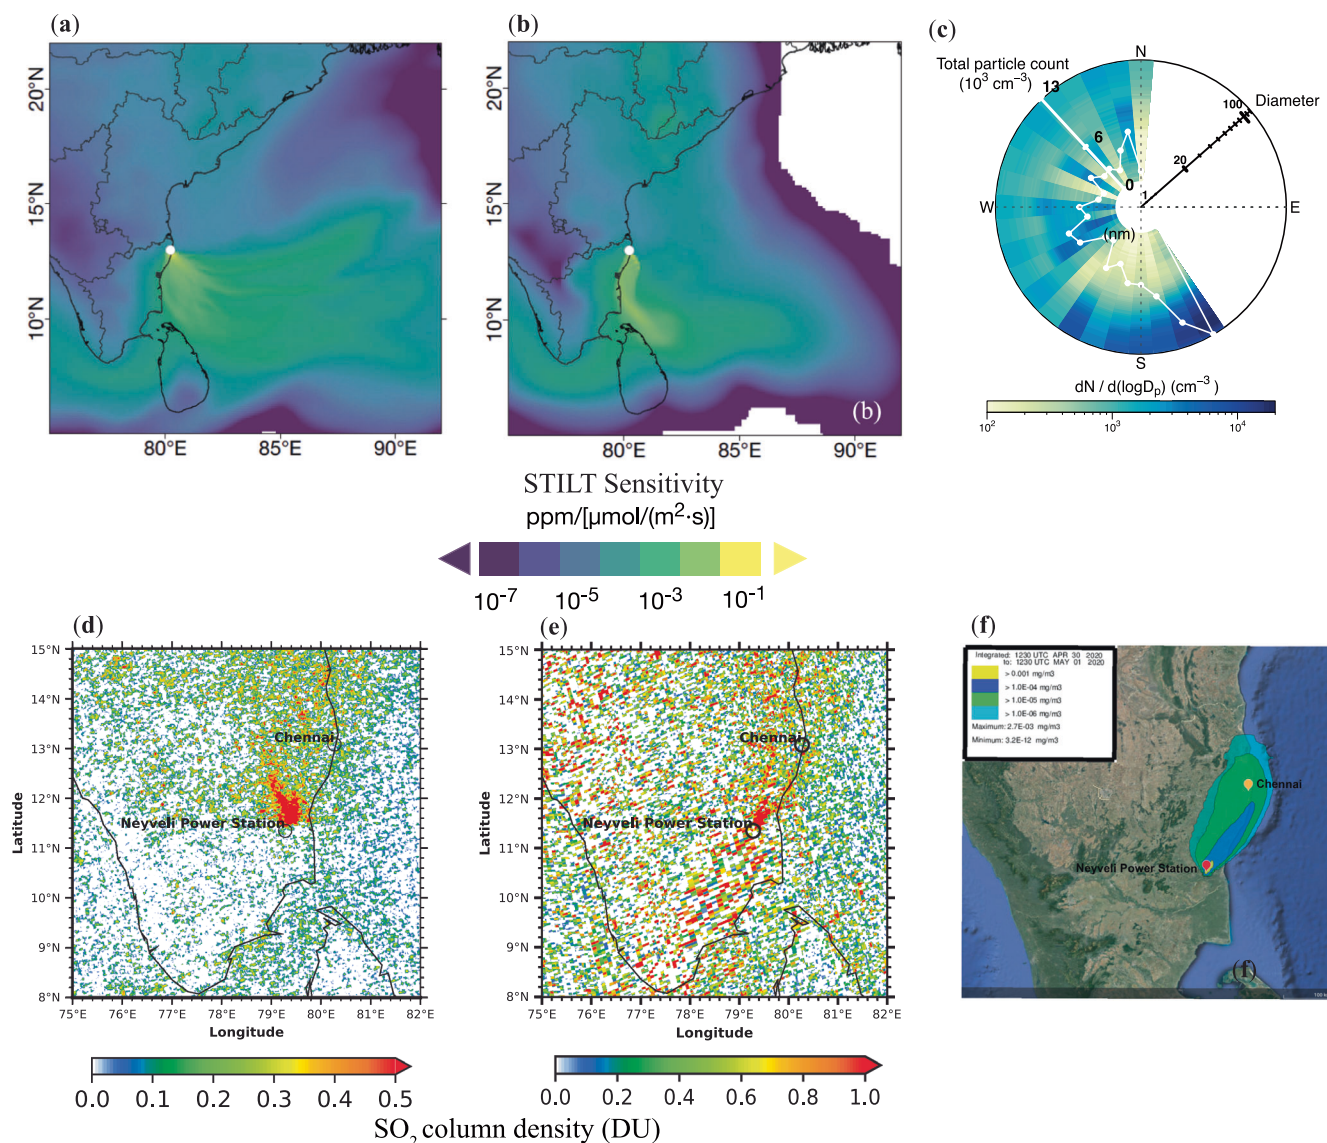 (a)
(b)
(c)
20°N
15°N
10°N
80°E
85°E
90°E
20°N
15°N
10°N
80°E
85°E
90°E
(b)
Total particle count
(10³ cm⁻³)
13
6
0
N
W
E
S
100
Diameter
20
1
(nm)
dN / d(logDₚ) (cm⁻³)
10²
10³
10⁴
STILT Sensitivity
ppm/[µmol/(m²·s)]
10⁻⁷
10⁻⁵
10⁻³
10⁻¹
(d)
15°N
14°N
13°N
12°N
11°N
10°N
9°N
8°N
Latitude
Chennai
Neyveli Power Station
75°E
76°E
77°E
78°E
79°E
80°E
81°E
82°E
Longitude
0.0
0.1
0.2
0.3
0.4
0.5
(e)
15°N
14°N
13°N
12°N
11°N
10°N
9°N
8°N
Latitude
Chennai
Neyveli Power Station
75°E
76°E
77°E
78°E
79°E
80°E
81°E
82°E
Longitude
0.0
0.2
0.4
0.6
0.8
1.0
SO₂ column density (DU)
(f)
Integrated: 1230 UTC APR 30 2020
to: 1230 UTC MAY 01 2020
> 0.001 mg/m3
> 1.0E-04 mg/m3
> 1.0E-05 mg/m3
> 1.0E-06 mg/m3
Maximum: 2.7E-03 mg/m3
Minimum: 3.2E-12 mg/m3
Chennai
Neyveli Power Station
(f)